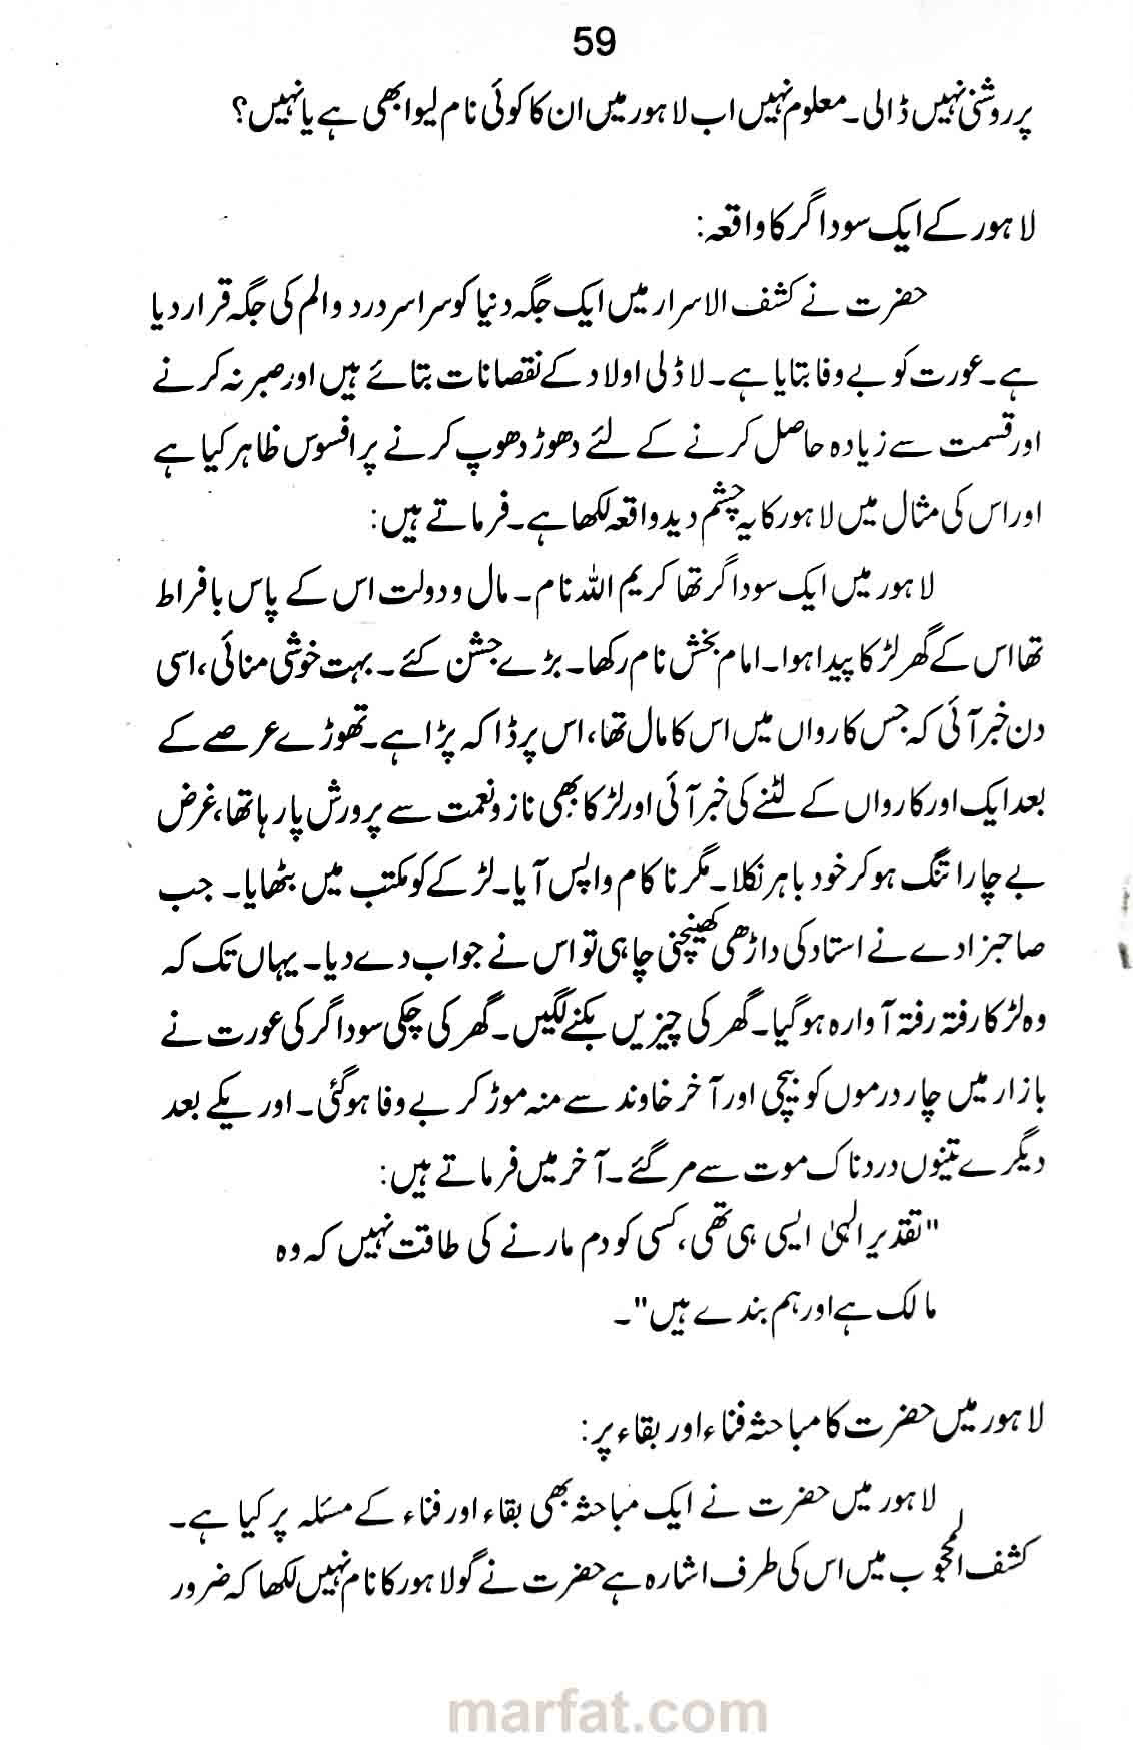 59
پر روشنی نہیں ڈالی۔ معلوم نہیں اب لاہور میں ان کا کوئی نام لیوا بھی ہے یا نہیں؟
لاہور کے ایک سوداگر کا واقعہ:
حضرت نے کشف الاسرار میں ایک جگہ دنیا کو سراسر درد و الم کی جگہ قرار دیا
ہے۔ عورت کو بے وفا بتایا ہے۔ لاڈلی اولاد کے نقصانات بتائے ہیں اور صبر نہ کرنے
اور قسمت سے زیادہ حاصل کرنے کے لئے دھوڑ دھوپ کرنے پر افسوس ظاہر کیا ہے
اور اس کی مثال میں لاہور کا یہ چشم دید واقعہ لکھا ہے۔ فرماتے ہیں:
لاہور میں ایک سوداگر تھا کریم اللہ نام۔ مال و دولت اس کے پاس بافراط
تھا اس کے گھر لڑکا پیدا ہوا۔ امام بخش نام رکھا۔ بڑے جشن کئے۔ بہت خوشی منائی، اسی
دن خبر آئی کہ جس کارواں میں اس کا مال تھا، اس پر ڈاکہ پڑا ہے۔ تھوڑے عرصے کے
بعد ایک اور کارواں کے لٹنے کی خبر آئی اور لڑکا بھی ناز و نعمت سے پرورش پا رہا تھا، غرض
بے چارا تنگ ہو کر خود باہر نکلا۔ مگر ناکام واپس آیا۔ لڑکے کو مکتب میں بٹھایا۔ جب
صاحبزادے نے استاد کی داڑھی کھینچنی چاہی تو اس نے جواب دے دیا۔ یہاں تک کہ
وہ لڑکا رفتہ رفتہ آوارہ ہو گیا۔ گھر کی چیزیں بکنے لگیں۔ گھر کی چکی سوداگر کی عورت نے
بازار میں چار درموں کو بیچی اور آخر خاوند سے منہ موڑ کر بے وفا ہو گئی۔ اور یکے بعد
دیگرے تینوں دردناک موت سے مر گئے۔ آخر میں فرماتے ہیں:
"تقدیر الٰہی ایسی ہی تھی، کسی کو دم مارنے کی طاقت نہیں کہ وہ
مالک ہے اور ہم بندے ہیں"۔
لاہور میں حضرت کا مباحثہ فناء اور بقاء پر:
لاہور میں حضرت نے ایک مباحثہ بھی بقاء اور فناء کے مسئلہ پر کیا ہے۔
کشف المحجوب میں اس کی طرف اشارہ ہے حضرت نے گو لاہور کا نام نہیں لکھا کہ ضرور
marfat.com